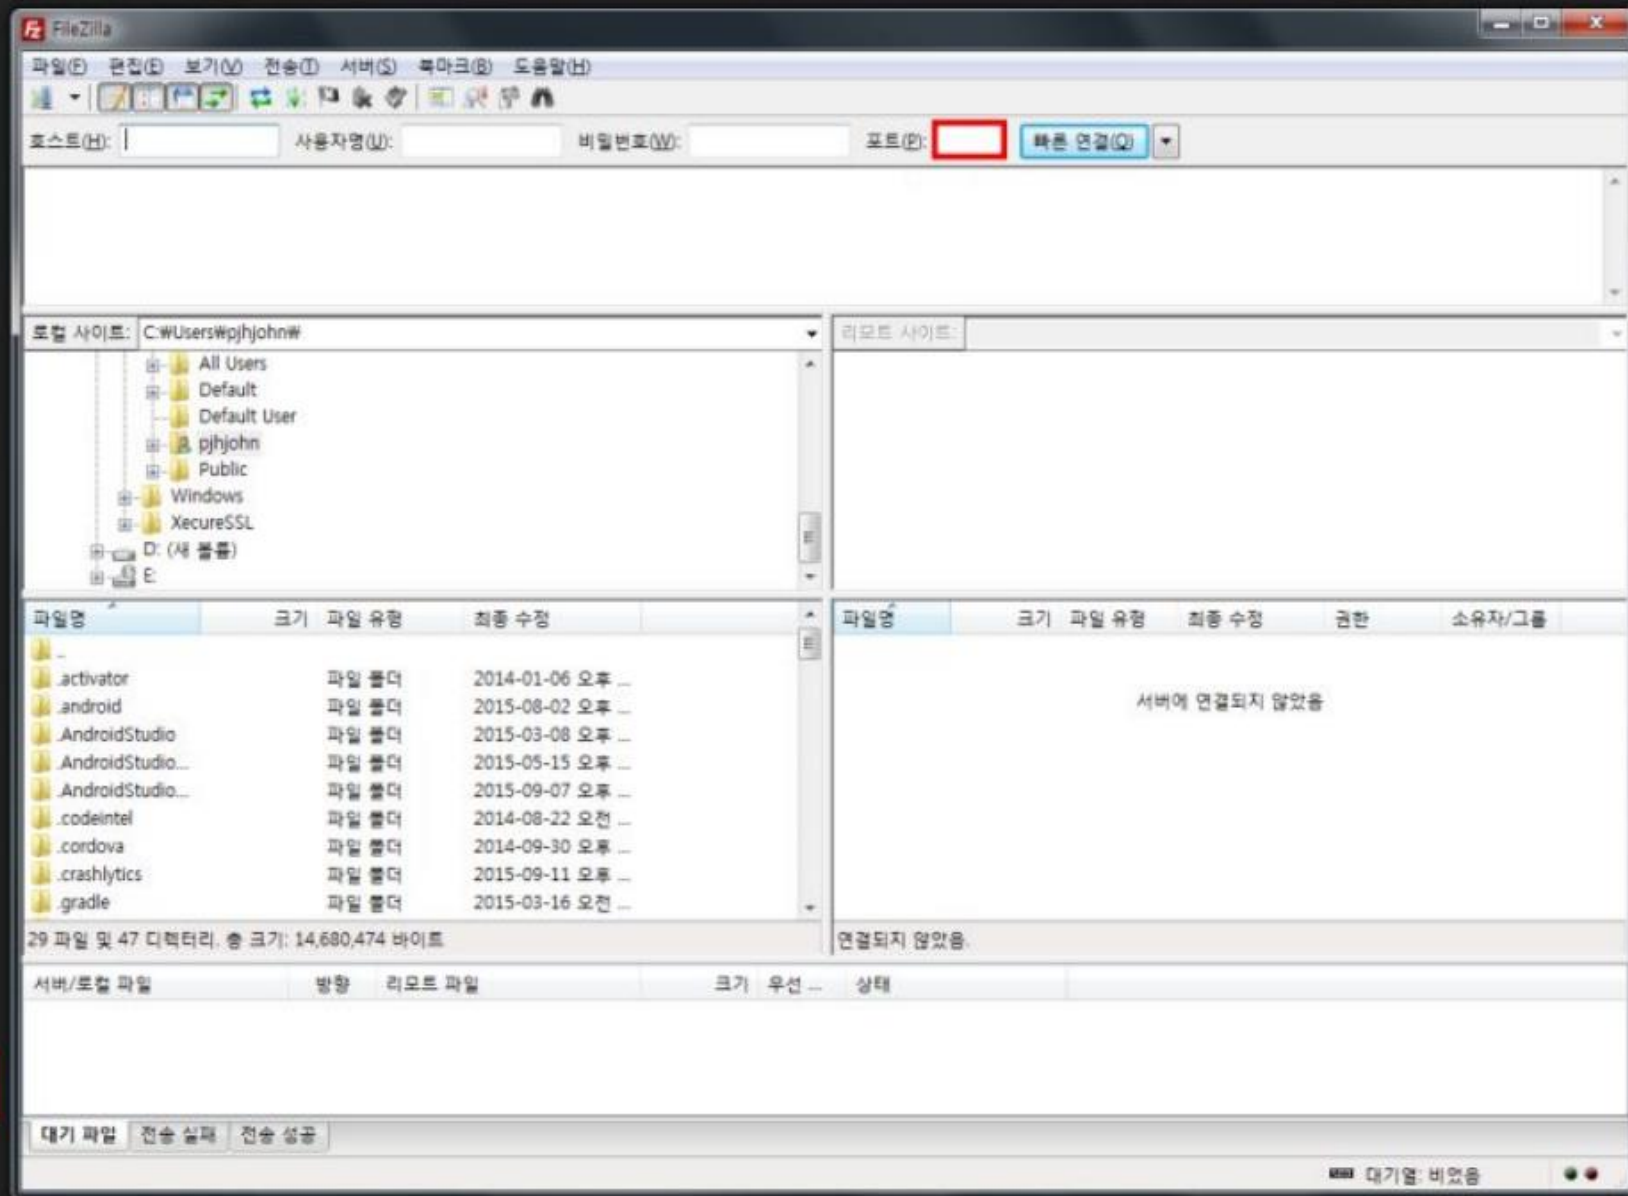 FileZilla
파일(F) 편집(E) 보기(V) 전송(T) 서버(S) 북마크(B) 도움말(H)
호스트(H): 사용자명(U): 비밀번호(W): 포트(P): 빠른 연결(Q)
로컬 사이트: C:₩Users₩pjhjohn₩
리모트 사이트:
All Users
Default
Default User
pjhjohn
Public
Windows
XecureSSL
D: (새 볼륨)
E:
파일명 크기 파일 유형 최종 수정
..
.activator 파일 폴더 2014-01-06 오후 ...
.android 파일 폴더 2015-08-02 오후 ...
.AndroidStudio 파일 폴더 2015-03-08 오후 ...
.AndroidStudio... 파일 폴더 2015-05-15 오후 ...
.AndroidStudio... 파일 폴더 2015-09-07 오후 ...
.codeintel 파일 폴더 2014-08-22 오전 ...
.cordova 파일 폴더 2014-09-30 오후 ...
.crashlytics 파일 폴더 2015-09-11 오후 ...
.gradle 파일 폴더 2015-03-16 오전 ...
29 파일 및 47 디렉터리. 총 크기: 14,680,474 바이트
파일명 크기 파일 유형 최종 수정 권한 소유자/그룹
서버에 연결되지 않았음
연결되지 않았음.
서버/로컬 파일 방향 리모트 파일 크기 우선 ... 상태
대기 파일 전송 실패 전송 성공
대기열: 비었음